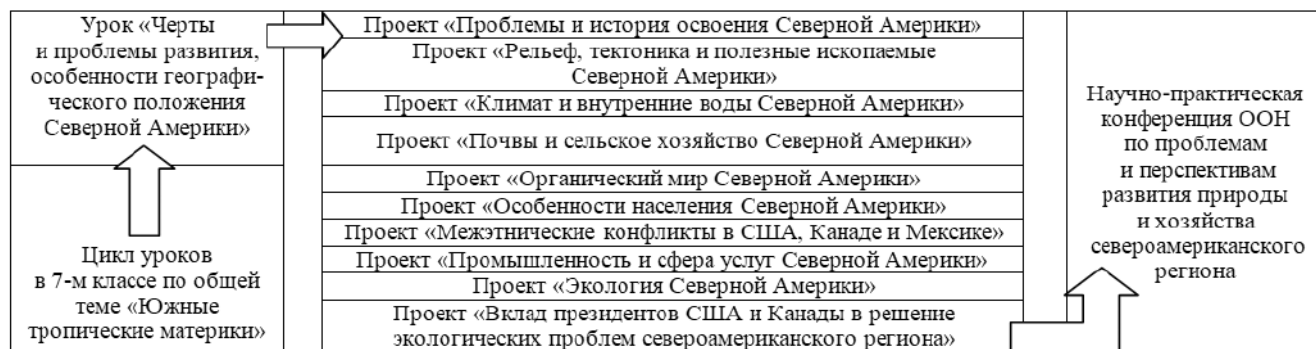 Урок «Черты
и проблемы развития,
особенности географи-
ческого положения
Северной Америки»
Цикл уроков
в 7-м классе по общей
теме «Южные
тропические материки»
Проект «Проблемы и история освоения Северной Америки»
Проект «Рельеф, тектоника и полезные ископаемые
Северной Америки»
Проект «Климат и внутренние воды Северной Америки»
Проект «Почвы и сельское хозяйство Северной Америки»
Проект «Органический мир Северной Америки»
Проект «Особенности населения Северной Америки»
Проект «Межэтнические конфликты в США, Канаде и Мексике»
Проект «Промышленность и сфера услуг Северной Америки»
Проект «Экология Северной Америки»
Проект «Вклад президентов США и Канады в решение
экологических проблем североамериканского региона»
Научно-практическая
конференция ООН
по проблемам
и перспективам
развития природы
и хозяйства
североамериканского
региона